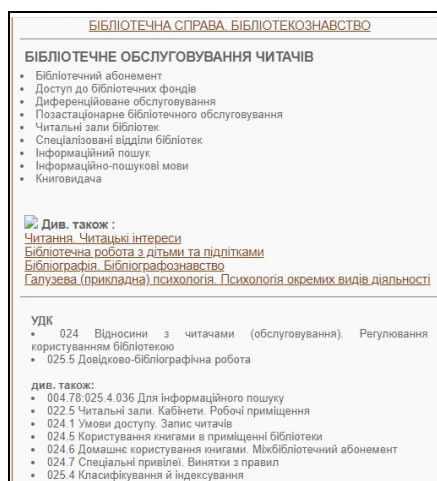 БІБЛІОТЕЧНА СПРАВА. БІБЛІОТЕКОЗНАВСТВО
БІБЛІОТЕЧНЕ ОБСЛУГОВУВАННЯ ЧИТАЧІВ
• Бібліотечний абонемент
• Доступ до бібліотечних фондів
• Диференційоване обслуговування
• Позастаціонарне бібліотечного обслуговування
• Читальні зали бібліотек
• Спеціалізовані відділи бібліотек
• Інформаційний пошук
• Інформаційно-пошукові мови
• Книговидача
Див. також :
Читання. Читацькі інтереси
Бібліотечна робота з дітьми та підлітками
Бібліографія. Бібліографознавство
Галузева (прикладна) психологія. Психологія окремих видів діяльності
УДК
• 024 Відносини з читачами (обслуговування). Регулювання
користуванням бібліотекою
• 025.5 Довідково-бібліографічна робота
див. також:
• 004.78:025.4.036 Для інформаційного пошуку
• 022.5 Читальні зали. Кабінети. Робочі приміщення
• 024.1 Умови доступу. Запис читачів
• 024.5 Користування книгами в приміщенні бібліотеки
• 024.6 Домашнє користування книгами. Міжбібліотечний абонемент
• 024.7 Спеціальні привілеї. Винятки з правил
• 025.4 Класифікування й індексування